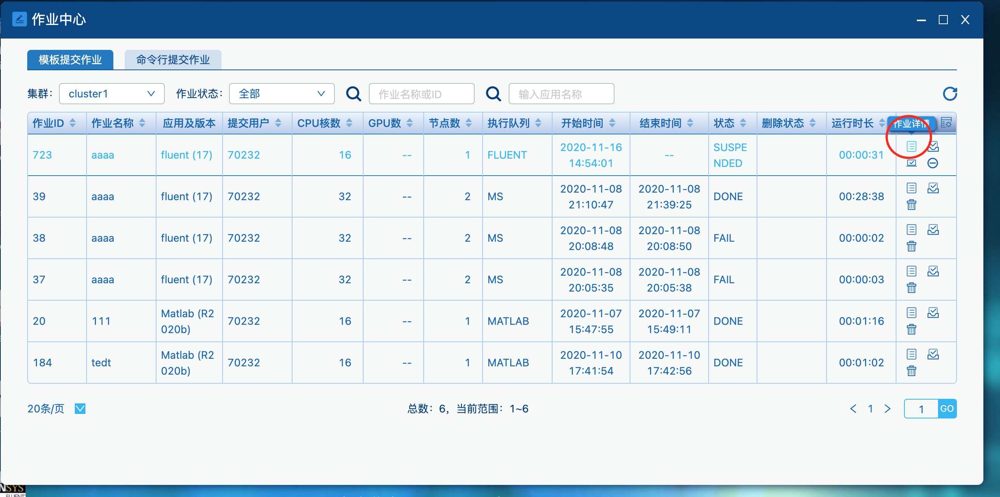 作业中心
模板提交作业 命令行提交作业
集群： cluster1 作业状态： 全部 作业名称或ID 输入应用名称
作业ID 作业名称 应用及版本 提交用户 CPU核数 GPU数 节点数 执行队列 开始时间 结束时间 状态 删除状态 运行时长 作业详情
723 aaaa fluent (17) 70232 16 -- 1 FLUENT 2020-11-16 14:54:01 -- SUSPENDED 00:00:31
39 aaaa fluent (17) 70232 32 -- 2 MS 2020-11-08 21:10:47 2020-11-08 21:39:25 DONE 00:28:38
38 aaaa fluent (17) 70232 32 -- 2 MS 2020-11-08 20:08:48 2020-11-08 20:08:50 FAIL 00:00:02
37 aaaa fluent (17) 70232 32 -- 2 MS 2020-11-08 20:05:35 2020-11-08 20:05:38 FAIL 00:00:03
20 111 Matlab (R2020b) 70232 16 -- 1 MATLAB 2020-11-07 15:47:55 2020-11-07 15:49:11 DONE 00:01:16
184 tedt Matlab (R2020b) 70232 16 -- 1 MATLAB 2020-11-10 17:41:54 2020-11-10 17:42:56 DONE 00:01:02
20条/页 总数：6，当前范围：1~6 < 1 > 1 GO
NSYS